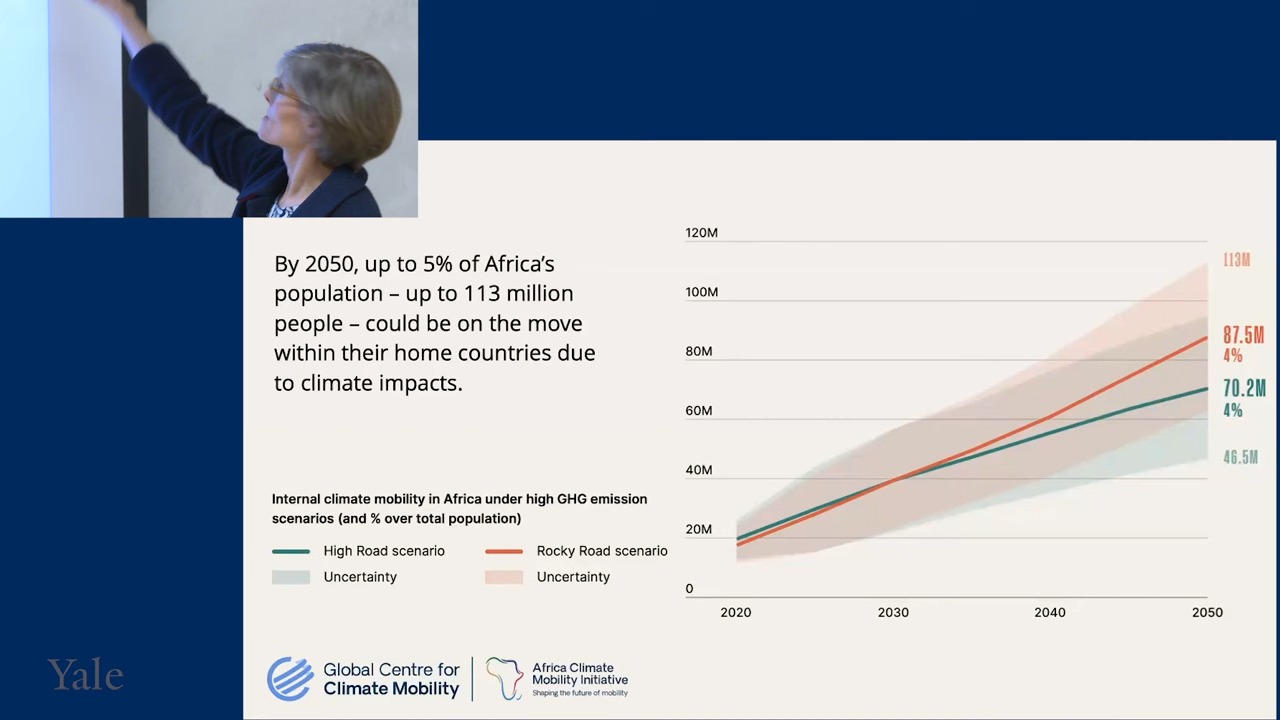 By 2050, up to 5% of Africa’s
population – up to 113 million
people – could be on the move
within their home countries due
to climate impacts.
Internal climate mobility in Africa under high GHG emission
scenarios (and % over total population)
High Road scenario
Rocky Road scenario
Uncertainty
Uncertainty
120M
100M
80M
60M
40M
20M
0
2020
2030
2040
2050
113M
87.5M
4%
70.2M
4%
46.5M
Global Centre for
Climate Mobility
Africa Climate
Mobility Initiative
Shaping the future of mobility
Yale